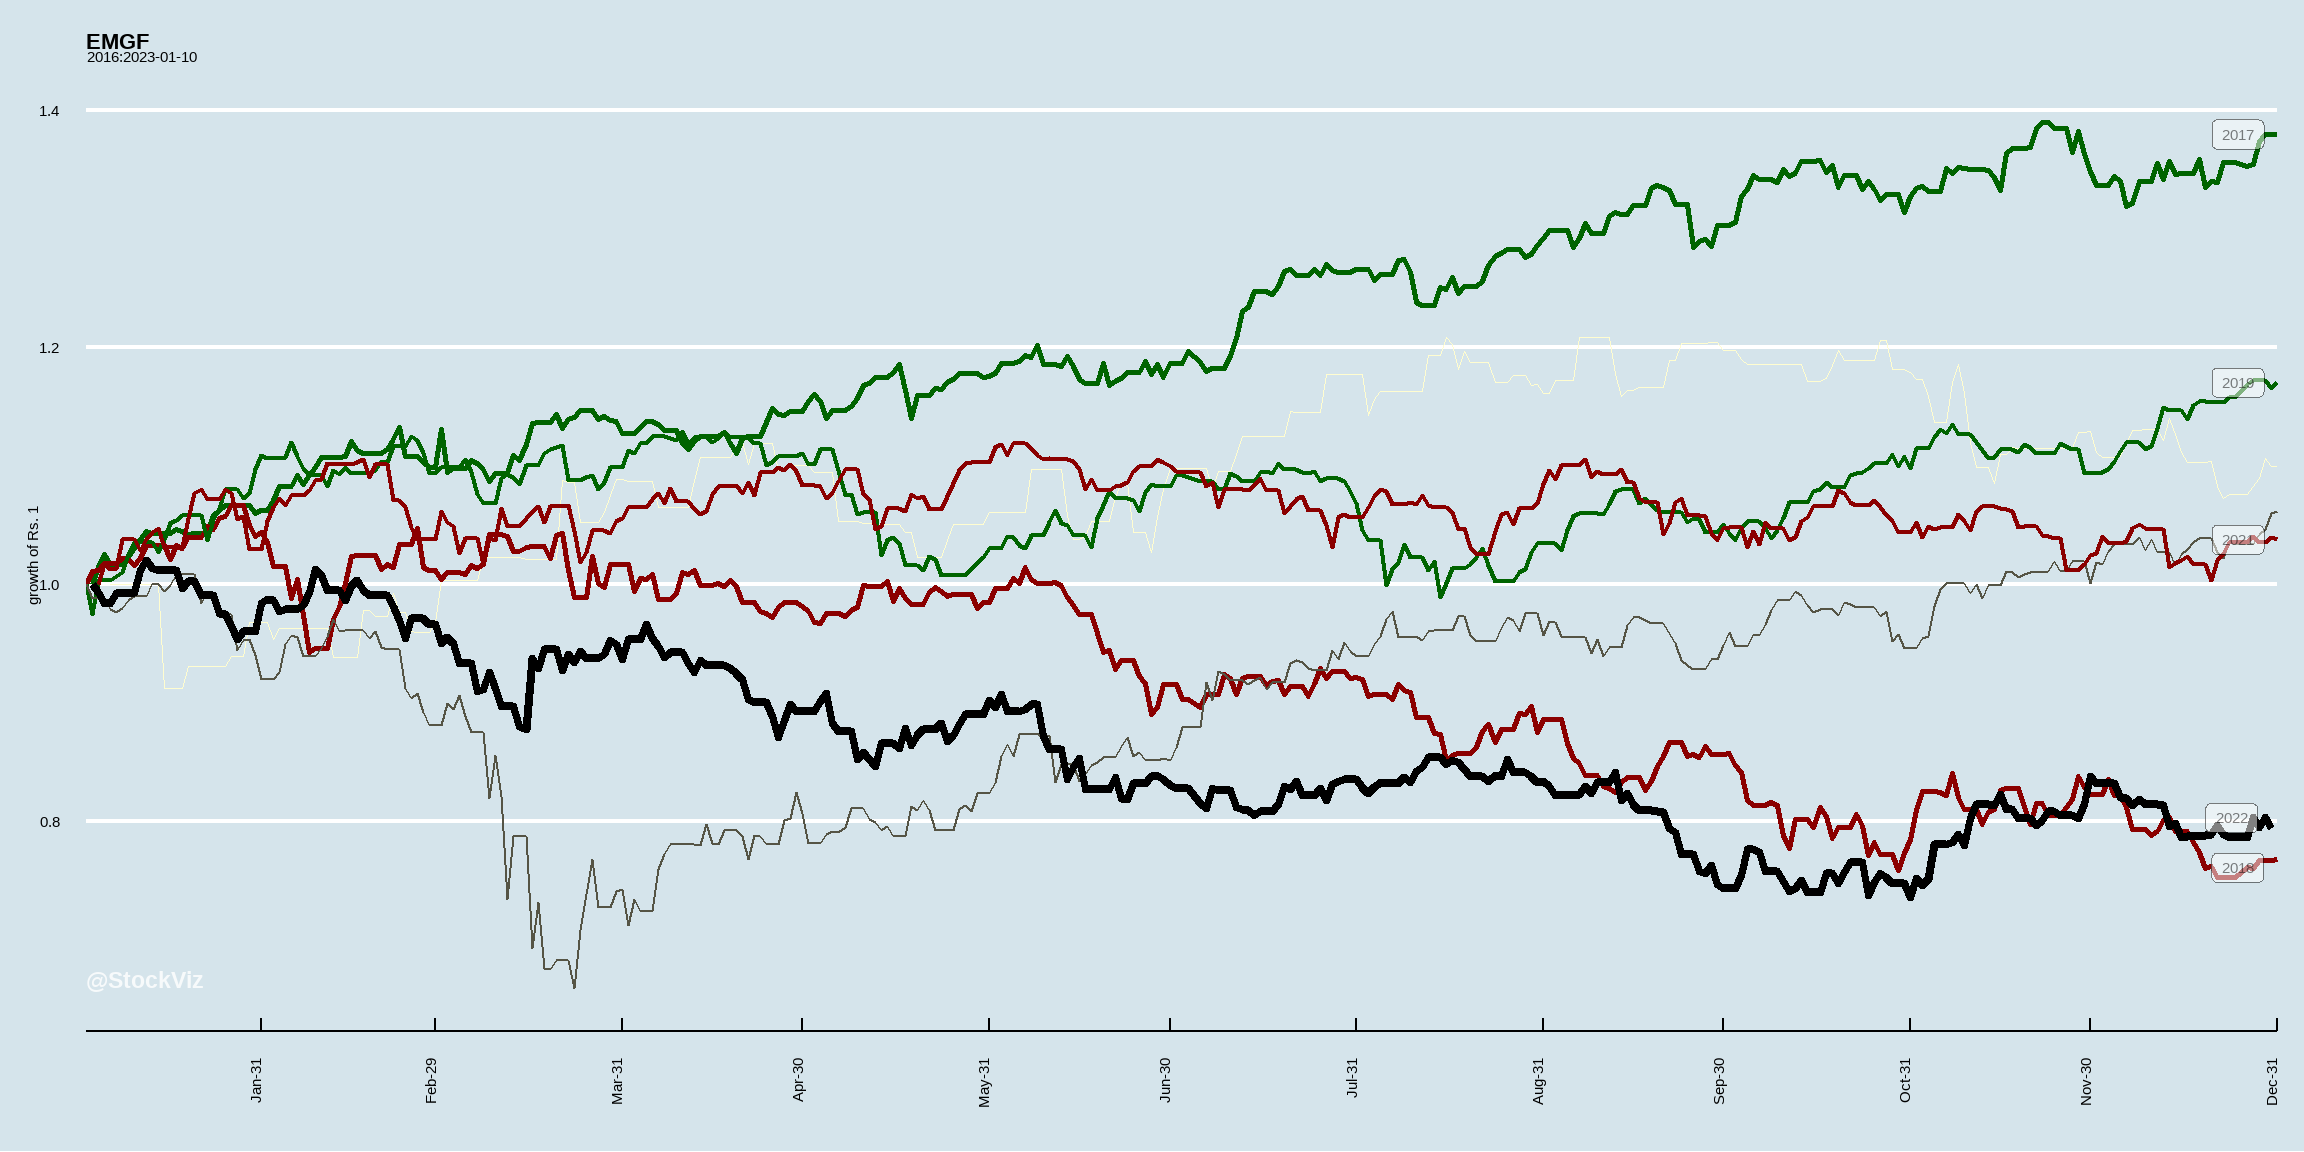 EMGF
2016:2023-01-10
1.4
2017
1.2
2019
growth of Rs. 1
1.0
2021
0.8
2022
2018
@StockViz
Jan-31
Feb-29
Mar-31
Apr-30
May-31
Jun-30
Jul-31
Aug-31
Sep-30
Oct-31
Nov-30
Dec-31